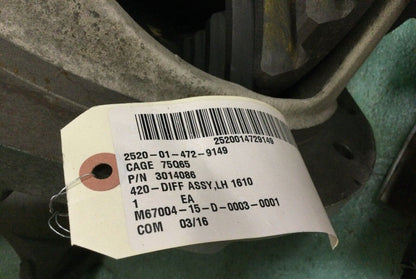 2520014729149
2520-01-472-9149
CAGE 75Q65
P/N 3014086
420-DIFF ASSY,LH 1610
1 EA
M67004-15-D-0003-0001
COM 03/16